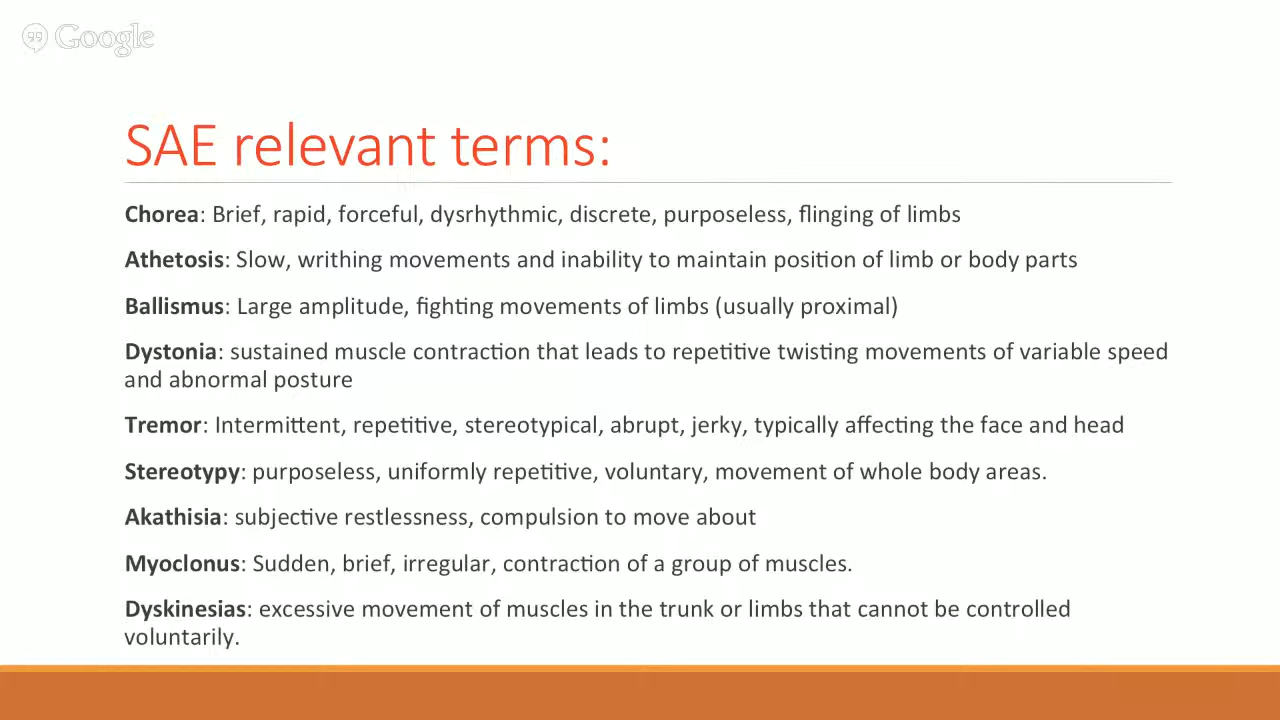 Google
SAE relevant terms:
Chorea: Brief, rapid, forceful, dysrhythmic, discrete, purposeless, flinging of limbs
Athetosis: Slow, writhing movements and inability to maintain position of limb or body parts
Ballismus: Large amplitude, fighting movements of limbs (usually proximal)
Dystonia: sustained muscle contraction that leads to repetitive twisting movements of variable speed
and abnormal posture
Tremor: Intermittent, repetitive, stereotypical, abrupt, jerky, typically affecting the face and head
Stereotypy: purposeless, uniformly repetitive, voluntary, movement of whole body areas.
Akathisia: subjective restlessness, compulsion to move about
Myoclonus: Sudden, brief, irregular, contraction of a group of muscles.
Dyskinesias: excessive movement of muscles in the trunk or limbs that cannot be controlled
voluntarily.